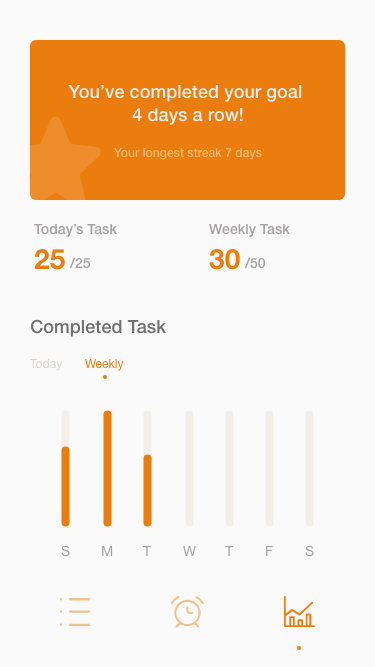 You’ve completed your goal
4 days a row!
Your longest streak 7 days
Today’s Task
Weekly Task
25 /25
30 /50
Completed Task
Today Weekly
S M T W T F S